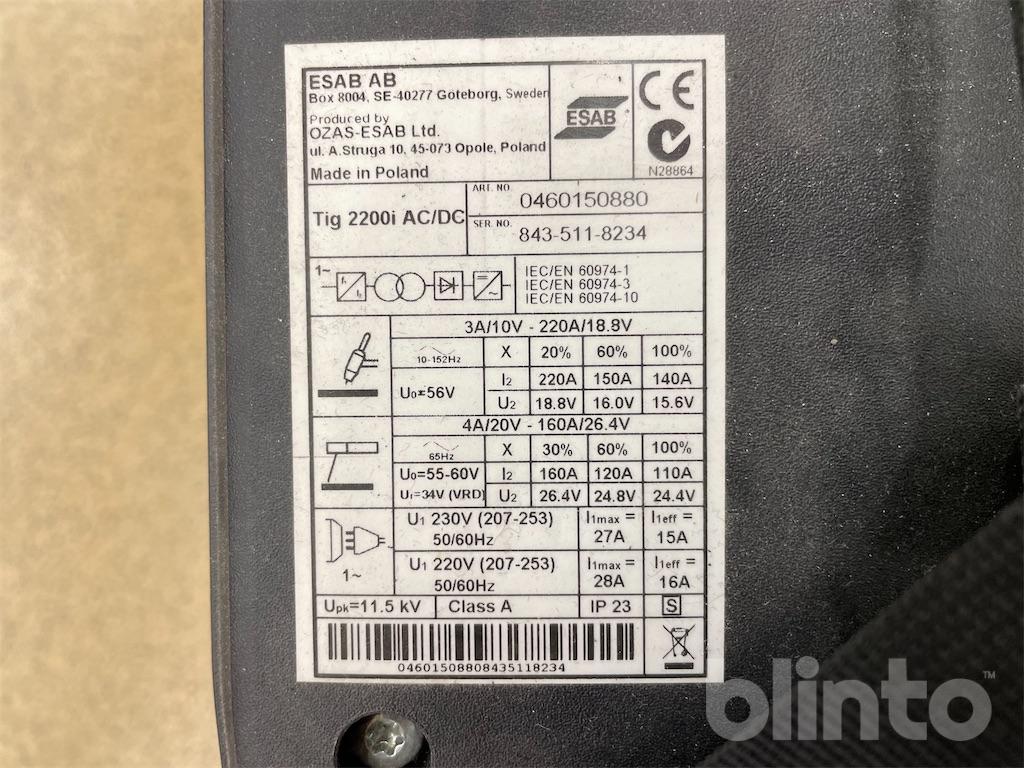 ESAB AB
Box 8004, SE-40277 Göteborg, Sweden
Produced by
OZAS-ESAB Ltd.
ul. A.Struga 10, 45-073 Opole, Poland
Made in Poland
ESAB
CE
N28864
Tig 2200i AC/DC
ART. NO. 0460150880
SER. NO. 843-511-8234
1~
f₁
f₂
IEC/EN 60974-1
IEC/EN 60974-3
IEC/EN 60974-10
3A/10V - 220A/18.8V
10-152Hz X 20% 60% 100%
U₀=56V I₂ 220A 150A 140A
U₂ 18.8V 16.0V 15.6V
4A/20V - 160A/26.4V
65Hz X 30% 60% 100%
U₀=55-60V I₂ 160A 120A 110A
Uᵣ=34V (VRD) U₂ 26.4V 24.8V 24.4V
1~
U₁ 230V (207-253) I₁max = I₁eff =
50/60Hz 27A 15A
U₁ 220V (207-253) I₁max = I₁eff =
50/60Hz 28A 16A
Upk=11.5 kV Class A IP 23 S
04601508808435118234
blinto™